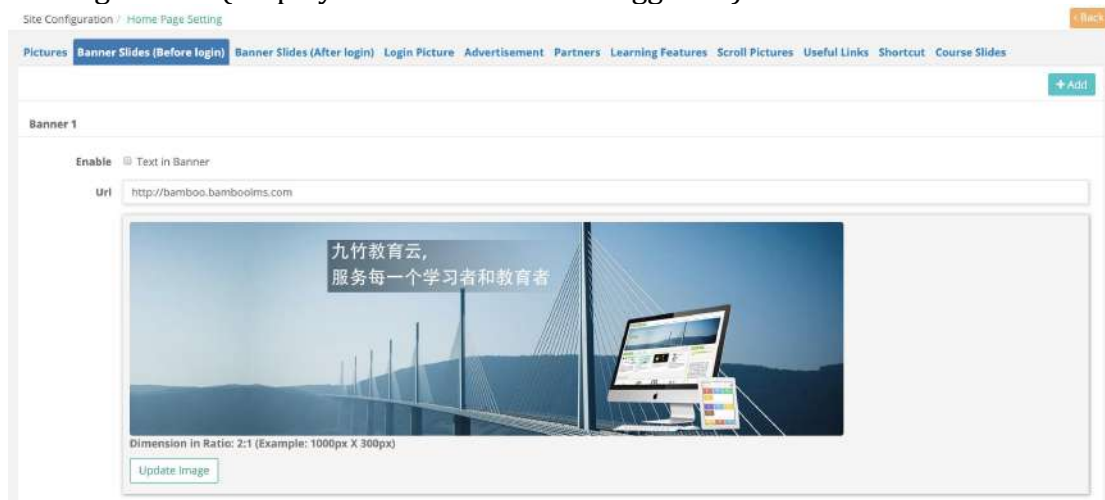 Site Configuration / Home Page Setting
< Back
Pictures Banner Slides (Before login) Banner Slides (After login) Login Picture Advertisement Partners Learning Features Scroll Pictures Useful Links Shortcut Course Slides
+ Add
Banner 1
Enable Text in Banner
Url http://bamboo.bamboolms.com
九竹教育云,
服务每一个学习者和教育者
Dimension in Ratio: 2:1 (Example: 1000px X 300px)
Update Image